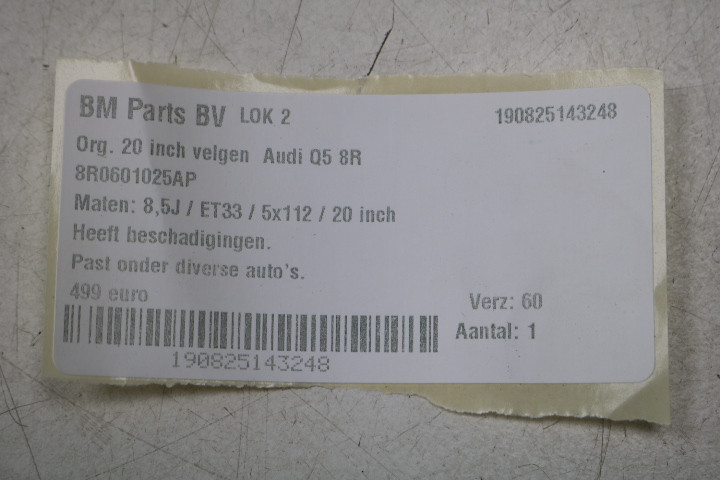 BM Parts BV LOK 2 190825143248
Org. 20 inch velgen Audi Q5 8R
8R0601025AP
Maten: 8,5J / ET33 / 5x112 / 20 inch
Heeft beschadigingen.
Past onder diverse auto's.
499 euro
Verz: 60
Aantal: 1
190825143248